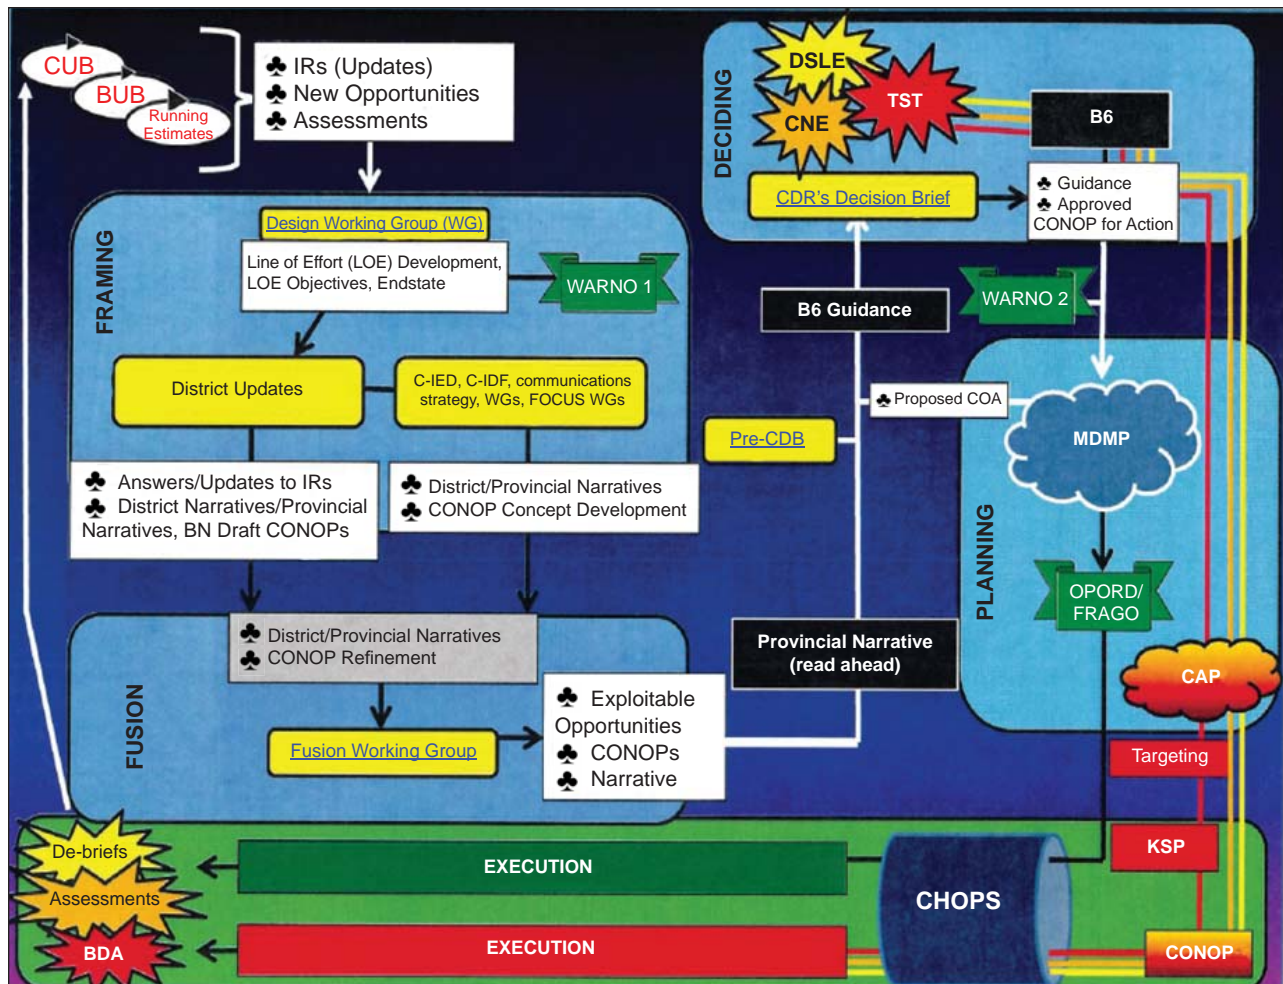 CUB
BUB
Running
Estimates
♣ IRs (Updates)
♣ New Opportunities
♣ Assessments
FRAMING
Design Working Group (WG)
Line of Effort (LOE) Development,
LOE Objectives, Endstate
WARNO 1
District Updates
C-IED, C-IDF, communications
strategy, WGs, FOCUS WGs
♣ Answers/Updates to IRs
♣ District Narratives/Provincial
Narratives, BN Draft CONOPs
♣ District/Provincial Narratives
♣ CONOP Concept Development
FUSION
♣ District/Provincial Narratives
♣ CONOP Refinement
Fusion Working Group
♣ Exploitable
Opportunities
♣ CONOPs
♣ Narrative
DECIDING
DSLE
CNE
TST
B6
CDR's Decision Brief
♣ Guidance
♣ Approved
CONOP for Action
B6 Guidance
WARNO 2
♣ Proposed COA
Pre-CDB
Provincial Narrative
(read ahead)
PLANNING
MDMP
OPORD/
FRAGO
CAP
Targeting
KSP
CONOP
CHOPS
EXECUTION
EXECUTION
De-briefs
Assessments
BDA